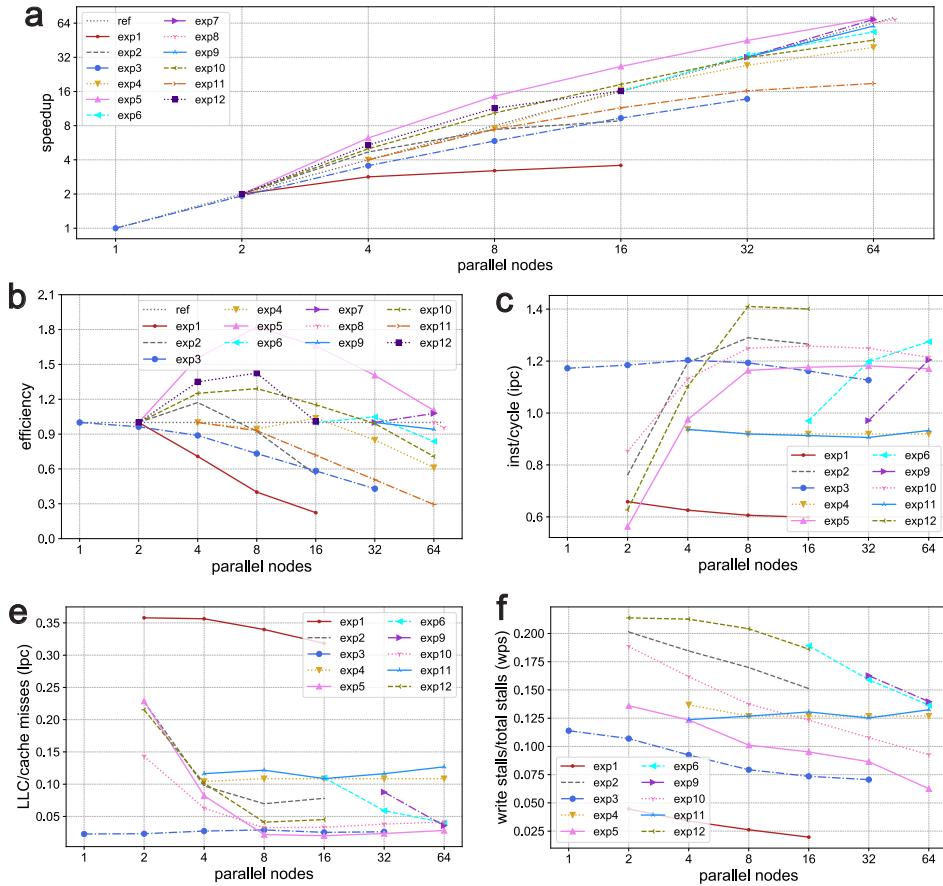 a
64
32
16
8
4
2
1
speedup
ref
exp1
exp2
exp3
exp4
exp5
exp6
exp7
exp8
exp9
exp10
exp11
exp12
1 2 4 8 16 32 64
parallel nodes
b
2.1
1.8
1.5
1.2
0.9
0.6
0.3
0.0
efficiency
ref
exp1
exp2
exp3
exp4
exp5
exp6
exp7
exp8
exp9
exp10
exp11
exp12
1 2 4 8 16 32 64
parallel nodes
c
1.4
1.2
1.0
0.8
0.6
inst/cycle (ipc)
exp1
exp2
exp3
exp4
exp5
exp6
exp9
exp10
exp11
exp12
1 2 4 8 16 32 64
parallel nodes
e
0.35
0.30
0.25
0.20
0.15
0.10
0.05
LLC/cache misses (lpc)
exp1
exp2
exp3
exp4
exp5
exp6
exp9
exp10
exp11
exp12
1 2 4 8 16 32 64
parallel nodes
f
0.200
0.175
0.150
0.125
0.100
0.075
0.050
0.025
write stalls/total stalls (wps)
exp1
exp2
exp3
exp4
exp5
exp6
exp9
exp10
exp11
exp12
1 2 4 8 16 32 64
parallel nodes